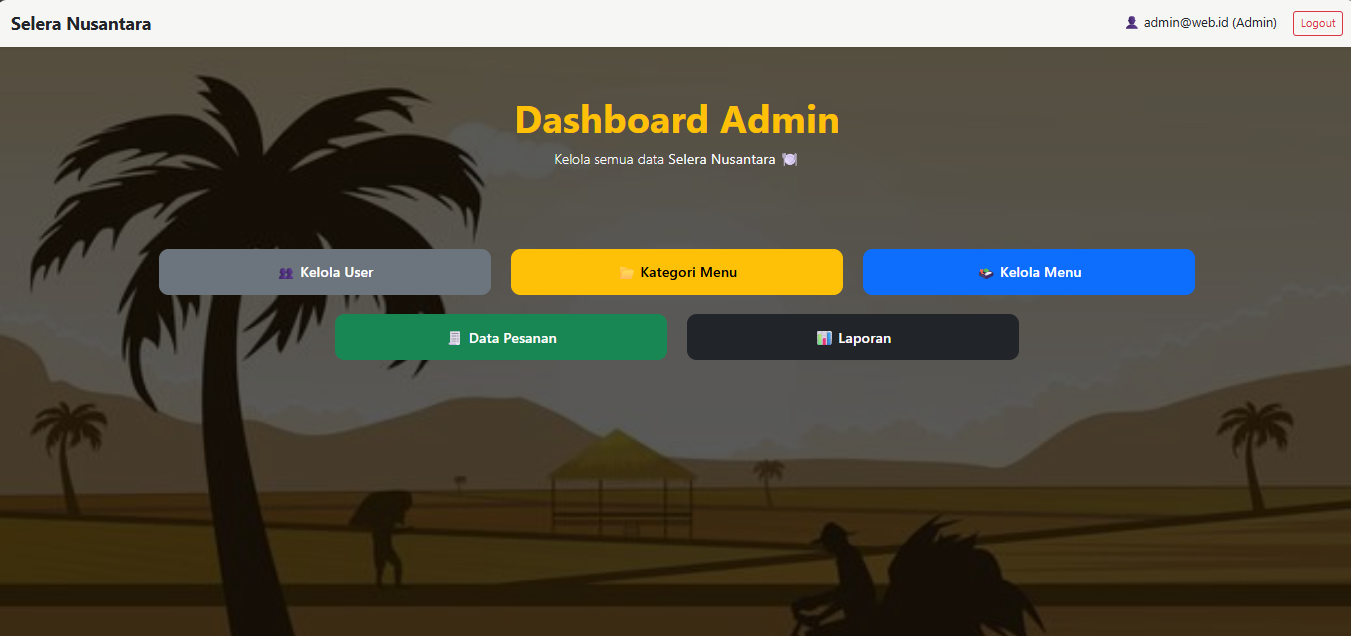 Selera Nusantara
👤 admin@web.id (Admin)
Logout
Dashboard Admin
Kelola semua data Selera Nusantara 🍽️
👥 Kelola User
📂 Kategori Menu
🍛 Kelola Menu
🧾 Data Pesanan
📊 Laporan